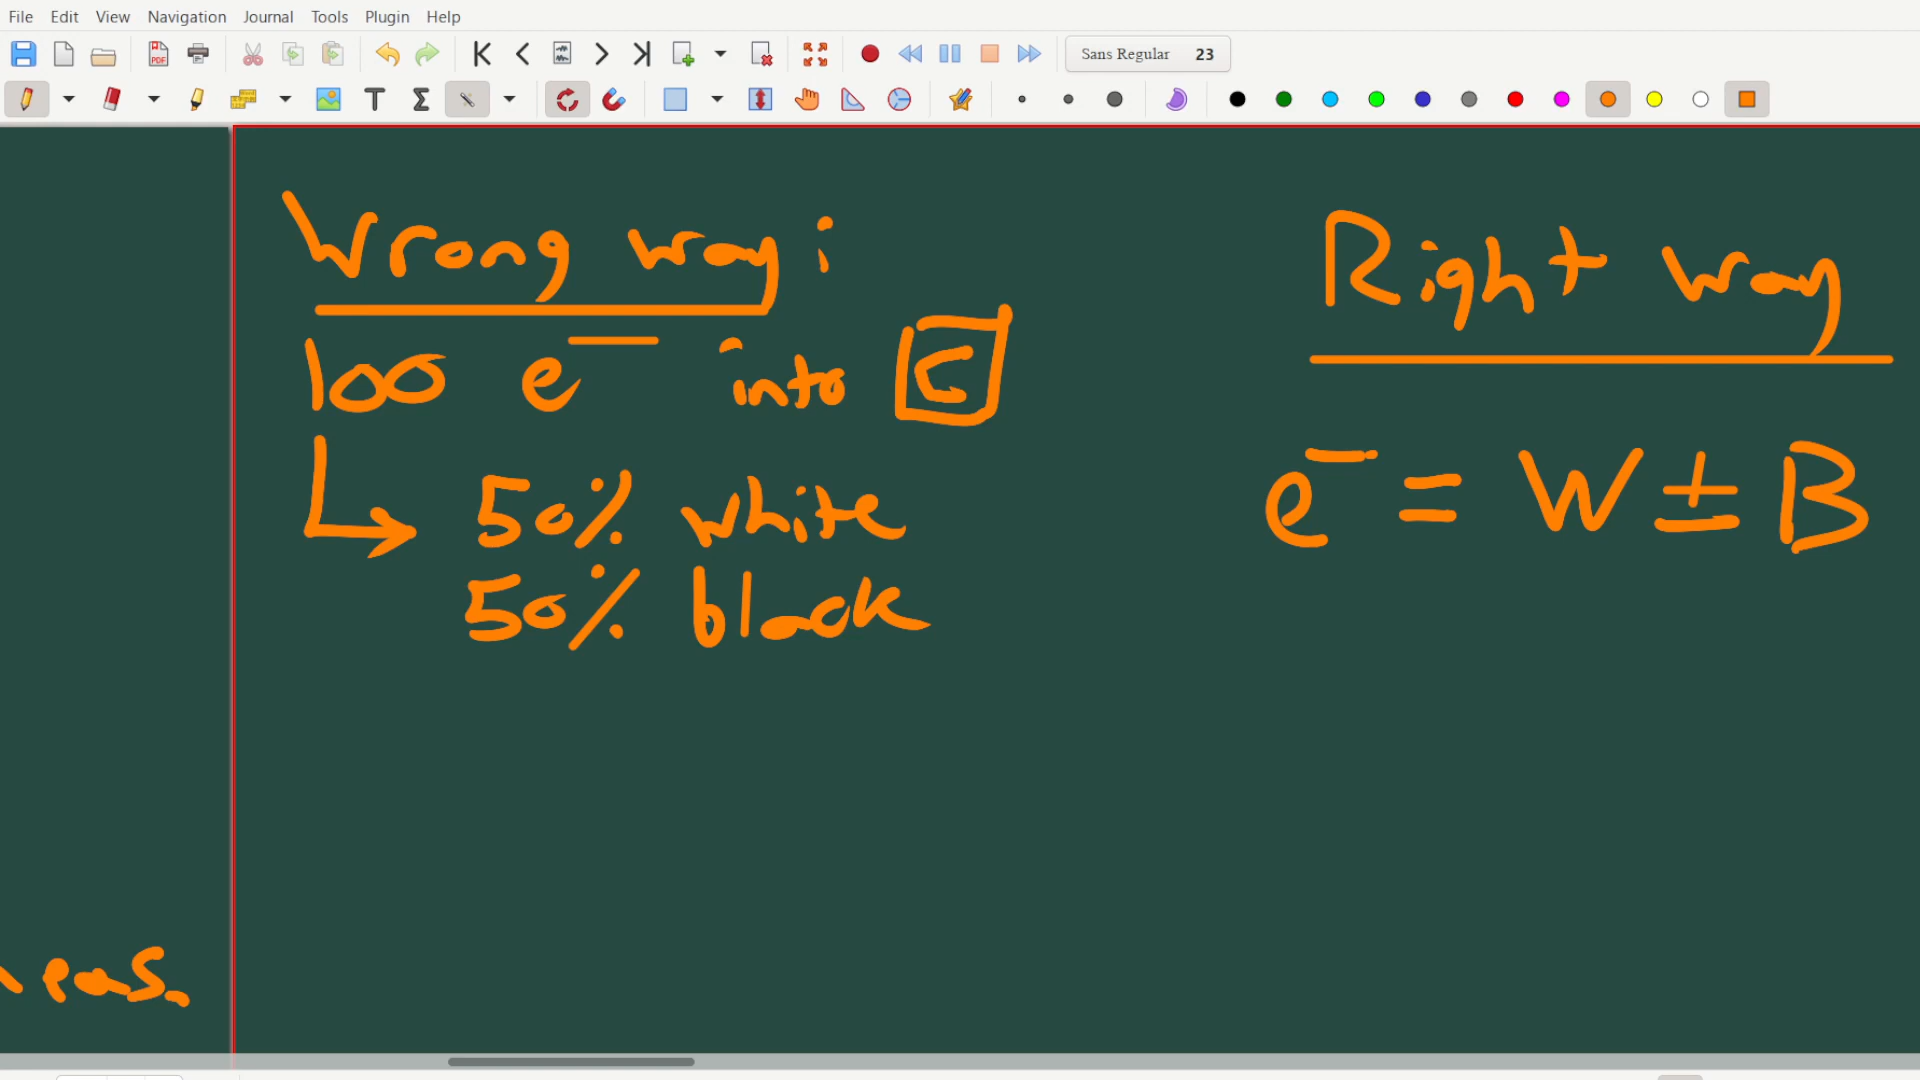 File Edit View Navigation Journal Tools Plugin Help
Sans Regular 23
Wrong way:
100 e⁻ into C
50% white
50% black
Right way
e⁻ = W ± B
eas.